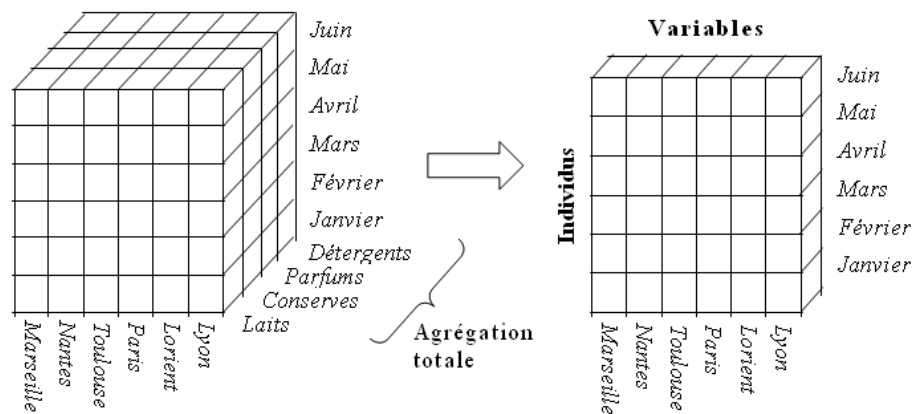 Juin
Mai
Avril
Mars
Février
Janvier
Détergents
Parfums
Conserves
Laits
Marseille
Nantes
Toulouse
Paris
Lorient
Lyon
Agrégation
totale
Variables
Individus
Juin
Mai
Avril
Mars
Février
Janvier
Marseille
Nantes
Toulouse
Paris
Lorient
Lyon